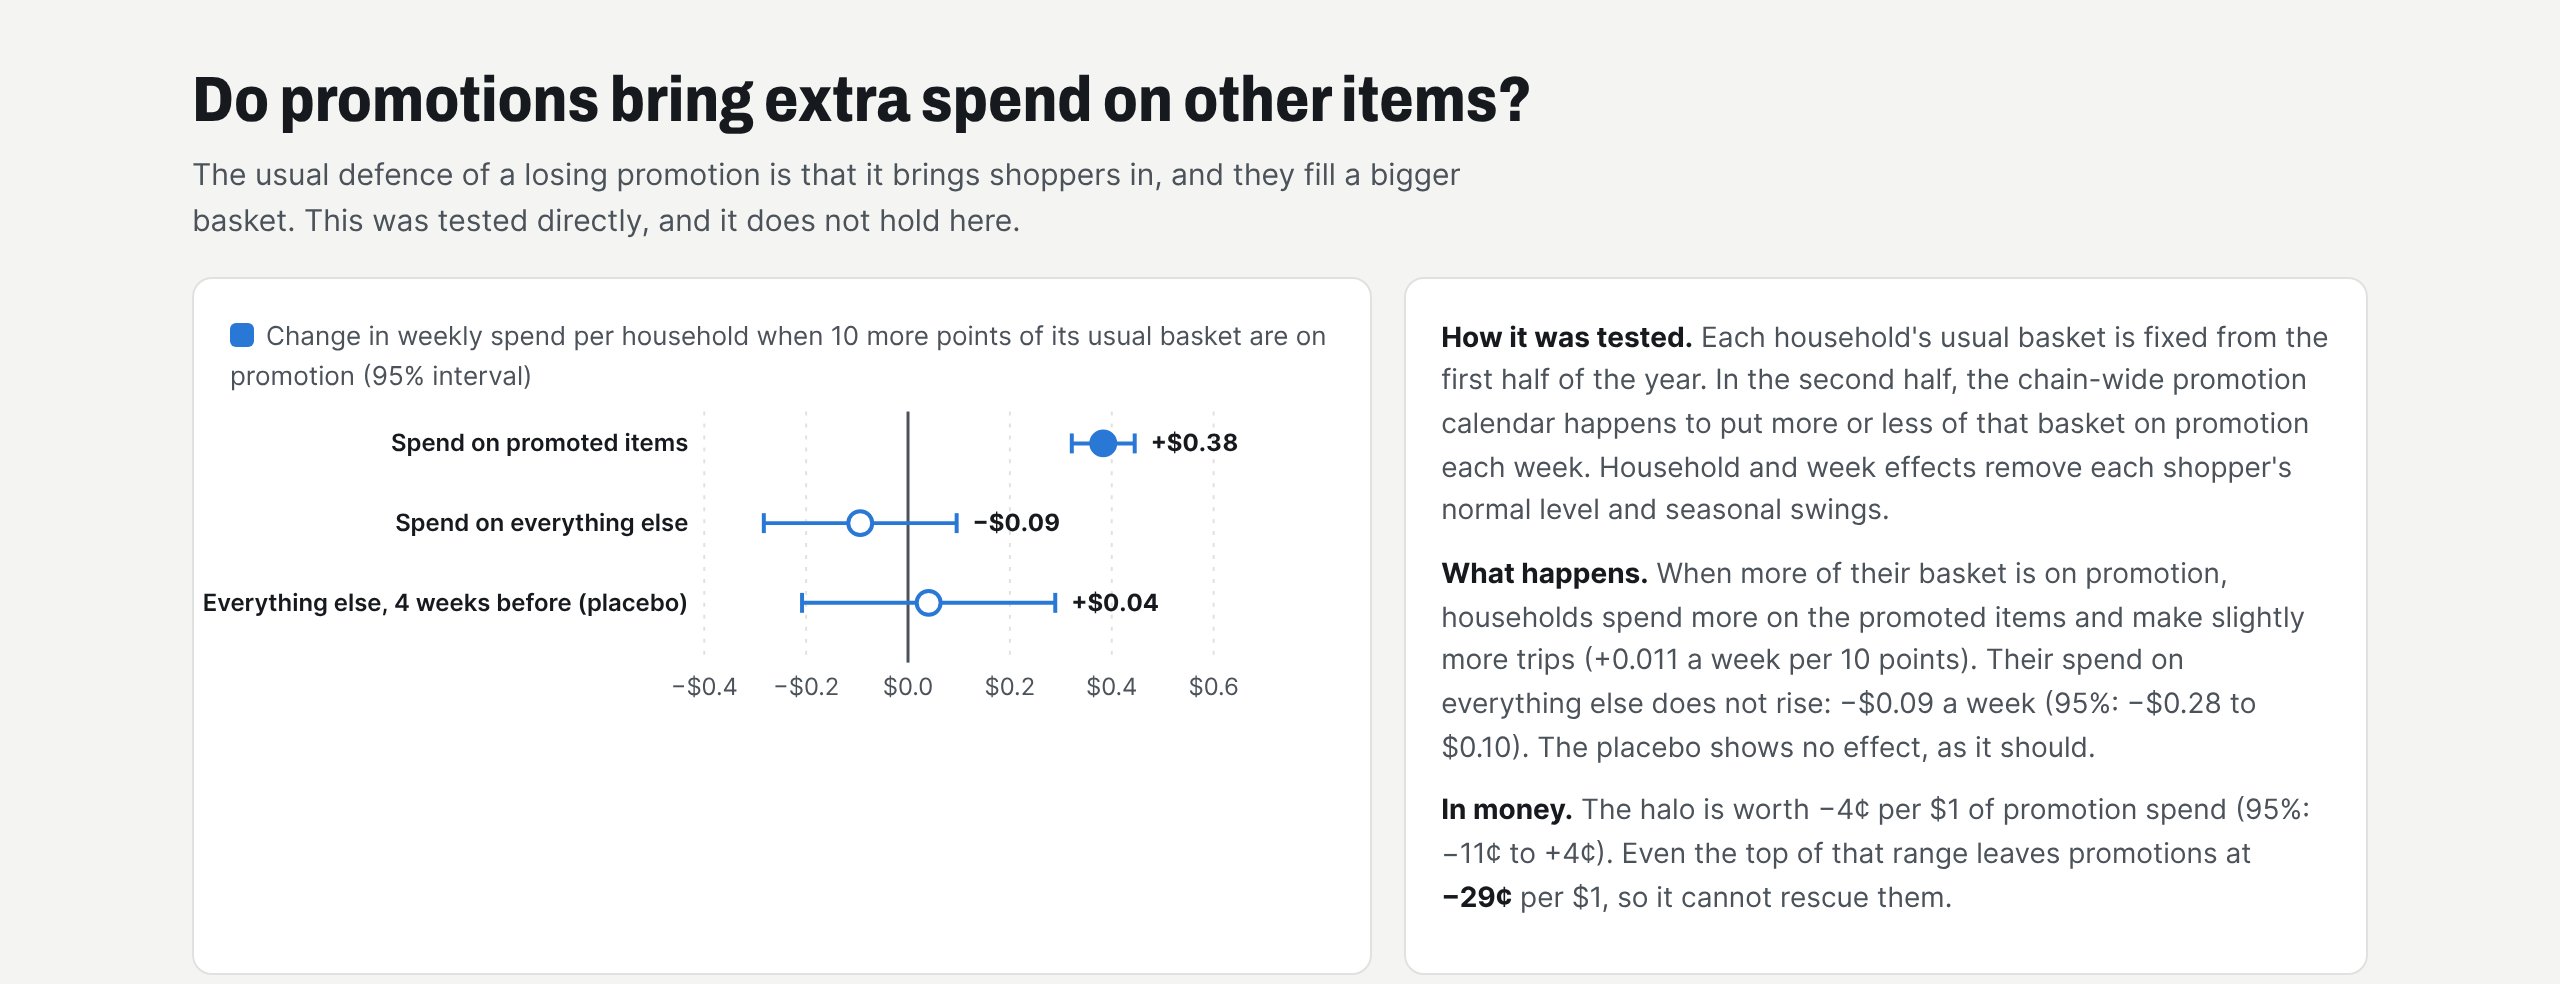 Do promotions bring extra spend on other items?
The usual defence of a losing promotion is that it brings shoppers in, and they fill a bigger
basket. This was tested directly, and it does not hold here.
Change in weekly spend per household when 10 more points of its usual basket are on
promotion (95% interval)
Spend on promoted items
+$0.38
Spend on everything else
−$0.09
Everything else, 4 weeks before (placebo)
+$0.04
−$0.4
−$0.2
$0.0
$0.2
$0.4
$0.6
How it was tested. Each household's usual basket is fixed from the
first half of the year. In the second half, the chain-wide promotion
calendar happens to put more or less of that basket on promotion
each week. Household and week effects remove each shopper's
normal level and seasonal swings.
What happens. When more of their basket is on promotion,
households spend more on the promoted items and make slightly
more trips (+0.011 a week per 10 points). Their spend on
everything else does not rise: −$0.09 a week (95%: −$0.28 to
$0.10). The placebo shows no effect, as it should.
In money. The halo is worth −4¢ per $1 of promotion spend (95%:
−11¢ to +4¢). Even the top of that range leaves promotions at
−29¢ per $1, so it cannot rescue them.